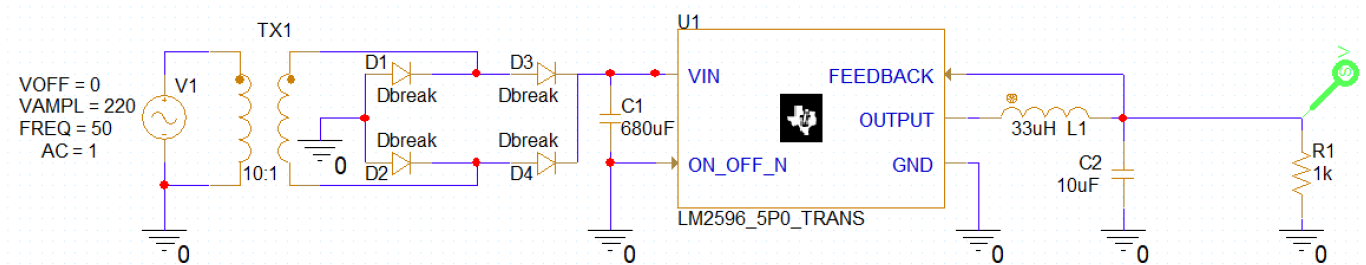 VOFF = 0
VAMPL = 220
FREQ = 50
AC = 1
V1
0
TX1
10:1
0
D1
Dbreak
Dbreak
D2
D3
Dbreak
Dbreak
D4
C1
680uF
0
U1
VIN
ON_OFF_N
FEEDBACK
OUTPUT
GND
LM2596_5P0_TRANS
0
33uH L1
C2
10uF
0
R1
1k
0
S V